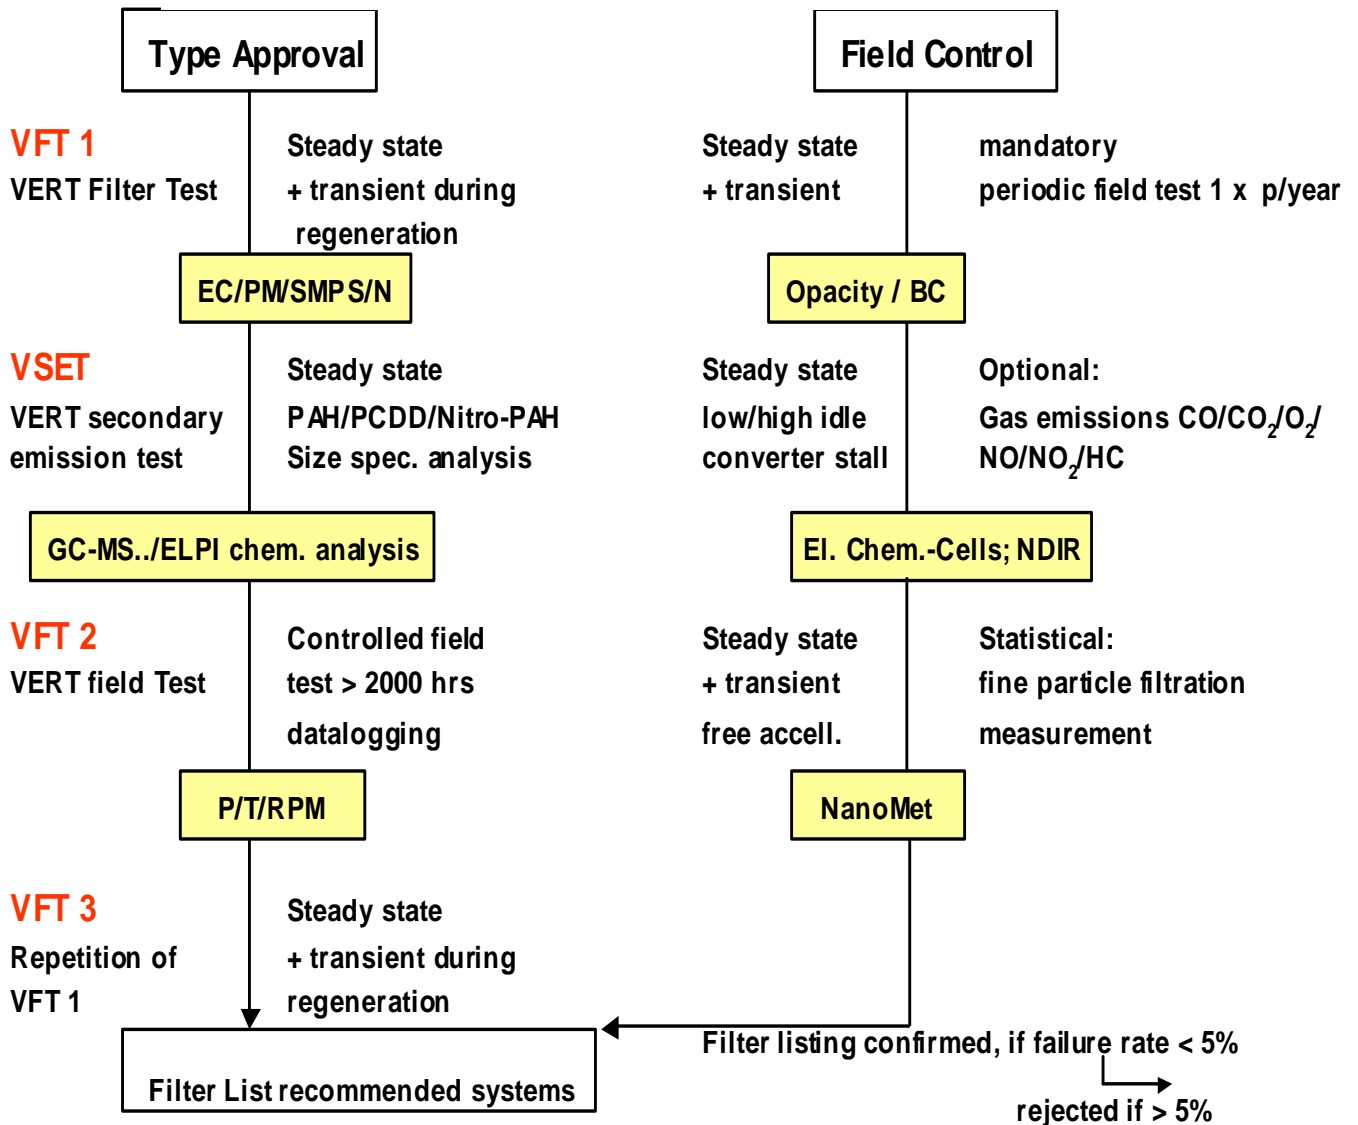 Type Approval
Field Control
VFT 1
VERT Filter Test
Steady state
+ transient during
regeneration
Steady state
+ transient
mandatory
periodic field test 1 x p/year
EC/PM/SMPS/N
Opacity / BC
VSET
VERT secondary
emission test
Steady state
PAH/PCDD/Nitro-PAH
Size spec. analysis
Steady state
low/high idle
converter stall
Optional:
Gas emissions CO/CO₂/O₂/
NO/NO₂/HC
GC-MS../ELPI chem. analysis
El. Chem.-Cells; NDIR
VFT 2
VERT field Test
Controlled field
test > 2000 hrs
datalogging
Steady state
+ transient
free accell.
Statistical:
fine particle filtration
measurement
P/T/RPM
NanoMet
VFT 3
Repetition of
VFT 1
Steady state
+ transient during
regeneration
Filter listing confirmed, if failure rate < 5%
rejected if > 5%
Filter List recommended systems